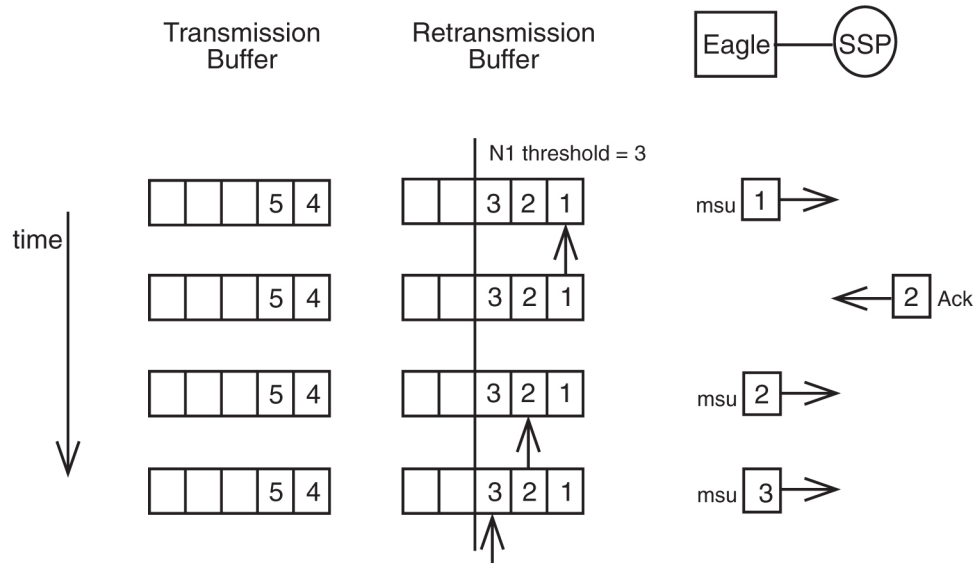 Transmission
Buffer
Retransmission
Buffer
Eagle
SSP
N1 threshold = 3
5 4
3 2 1
msu 1
time
5 4
3 2 1
2 Ack
5 4
3 2 1
msu 2
5 4
3 2 1
msu 3